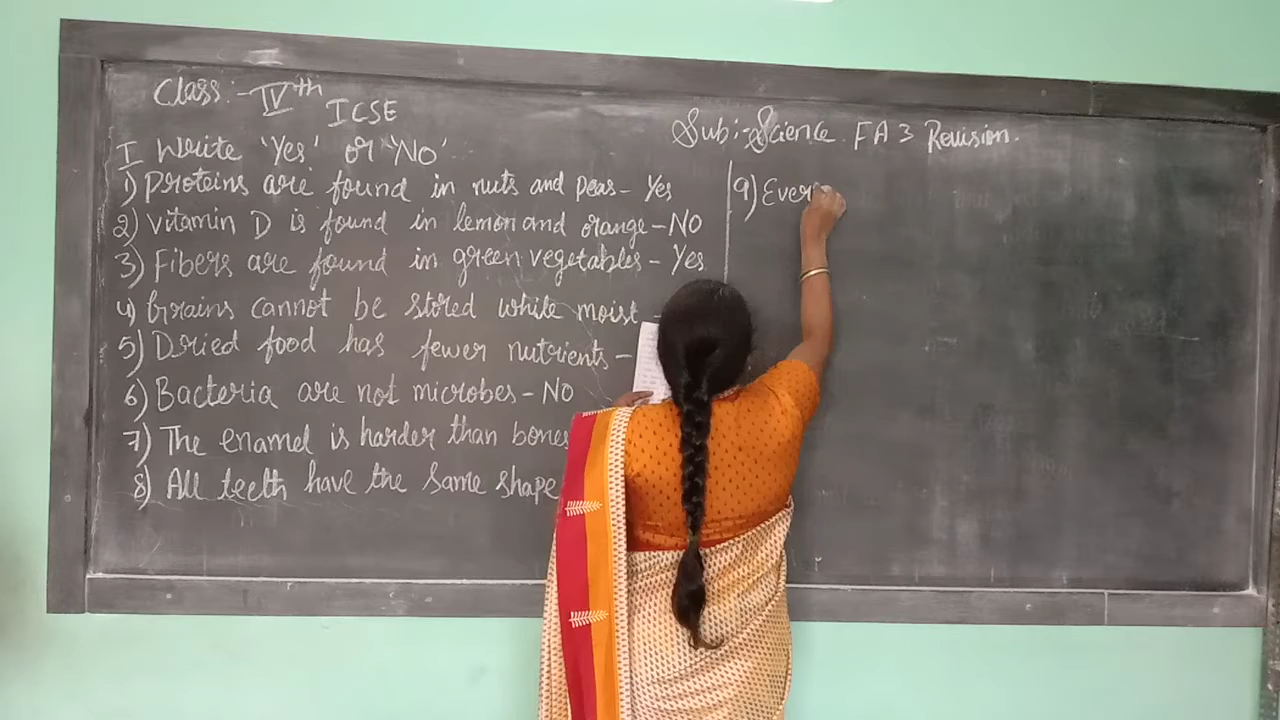 Class:- IVth
ICSE
Sub:- Science FA 3 Revision.
I Write 'Yes' or 'No'
1) Proteins are found in nuts and peas - Yes
2) Vitamin D is found in lemon and orange - NO
3) Fibers are found in green vegetables - Yes
4) Grains cannot be stored while moist -
5) Dried food has fewer nutrients -
6) Bacteria are not microbes - No
7) The enamel is harder than bones
8) All teeth have the same shape
9) Every